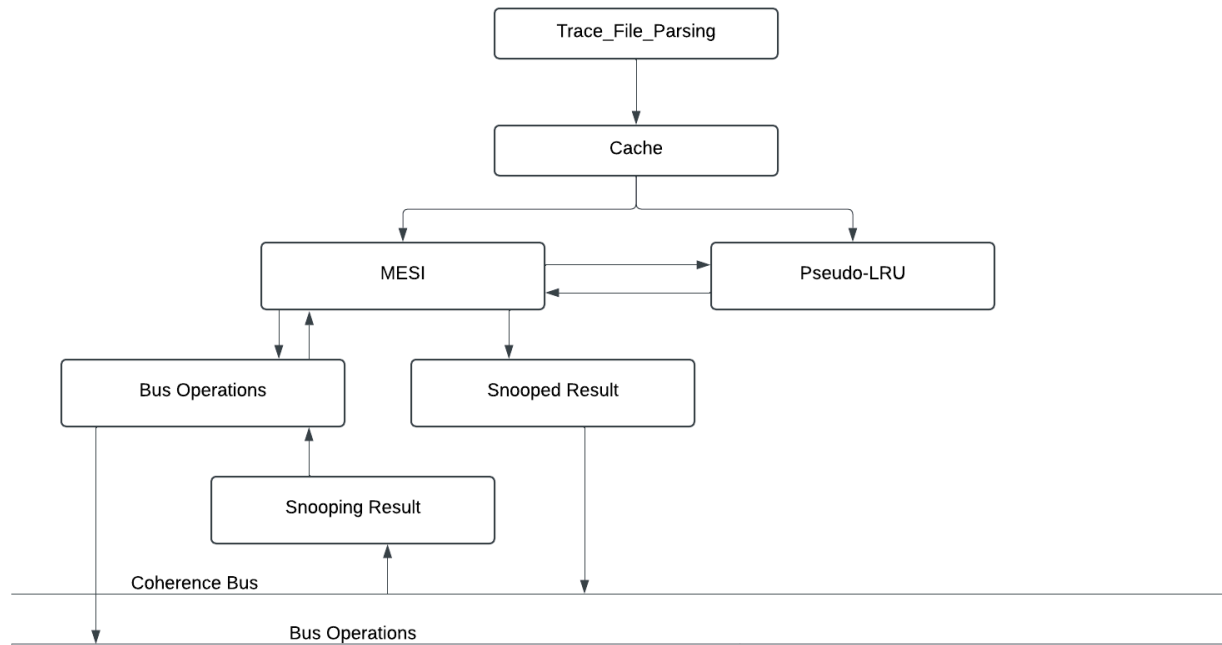 Trace_File_Parsing
Cache
MESI
Pseudo-LRU
Bus Operations
Snooped Result
Snooping Result
Coherence Bus
Bus Operations